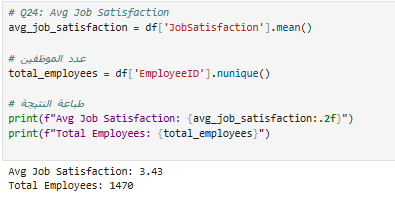 # Q24: Avg Job Satisfaction
avg_job_satisfaction = df['JobSatisfaction'].mean()
# عدد الموظفين
total_employees = df['EmployeeID'].nunique()
# طباعة النتيجة
print(f"Avg Job Satisfaction: {avg_job_satisfaction:.2f}")
print(f"Total Employees: {total_employees}")
Avg Job Satisfaction: 3.43
Total Employees: 1470